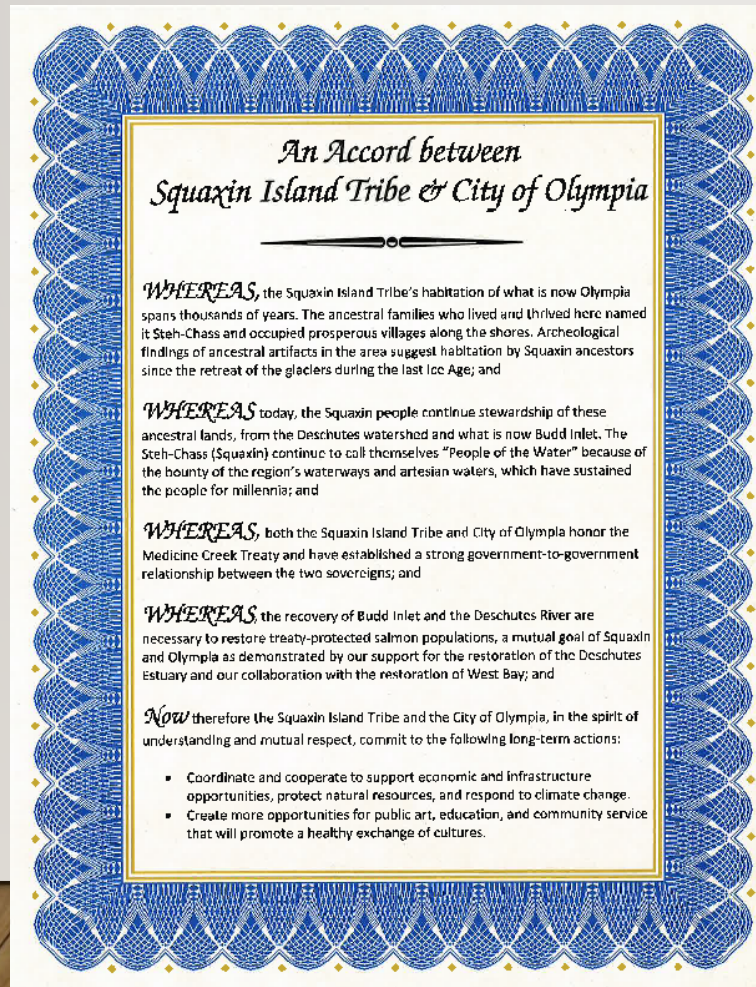 An Accord between
Squaxin Island Tribe & City of Olympia
WHEREAS, the Squaxin Island Tribe's habitation of what is now Olympia
spans thousands of years. The ancestral families who lived and thrived here named
it Steh-Chass and occupied prosperous villages along the shores. Archeological
findings of ancestral artifacts in the area suggest habitation by Squaxin ancestors
since the retreat of the glaciers during the last Ice Age; and
WHEREAS today, the Squaxin people continue stewardship of these
ancestral lands, from the Deschutes watershed and what is now Budd Inlet. The
Steh-Chass (Squaxin) continue to call themselves "People of the Water" because of
the bounty of the region's waterways and artesian waters, which have sustained
the people for millennia; and
WHEREAS, both the Squaxin Island Tribe and City of Olympia honor the
Medicine Creek Treaty and have established a strong government-to-government
relationship between the two sovereigns; and
WHEREAS, the recovery of Budd Inlet and the Deschutes River are
necessary to restore treaty-protected salmon populations, a mutual goal of Squaxin
and Olympia as demonstrated by our support for the restoration of the Deschutes
Estuary and our collaboration with the restoration of West Bay; and
Now therefore the Squaxin Island Tribe and the City of Olympia, in the spirit of
understanding and mutual respect, commit to the following long-term actions:
• Coordinate and cooperate to support economic and infrastructure
opportunities, protect natural resources, and respond to climate change.
• Create more opportunities for public art, education, and community service
that will promote a healthy exchange of cultures.